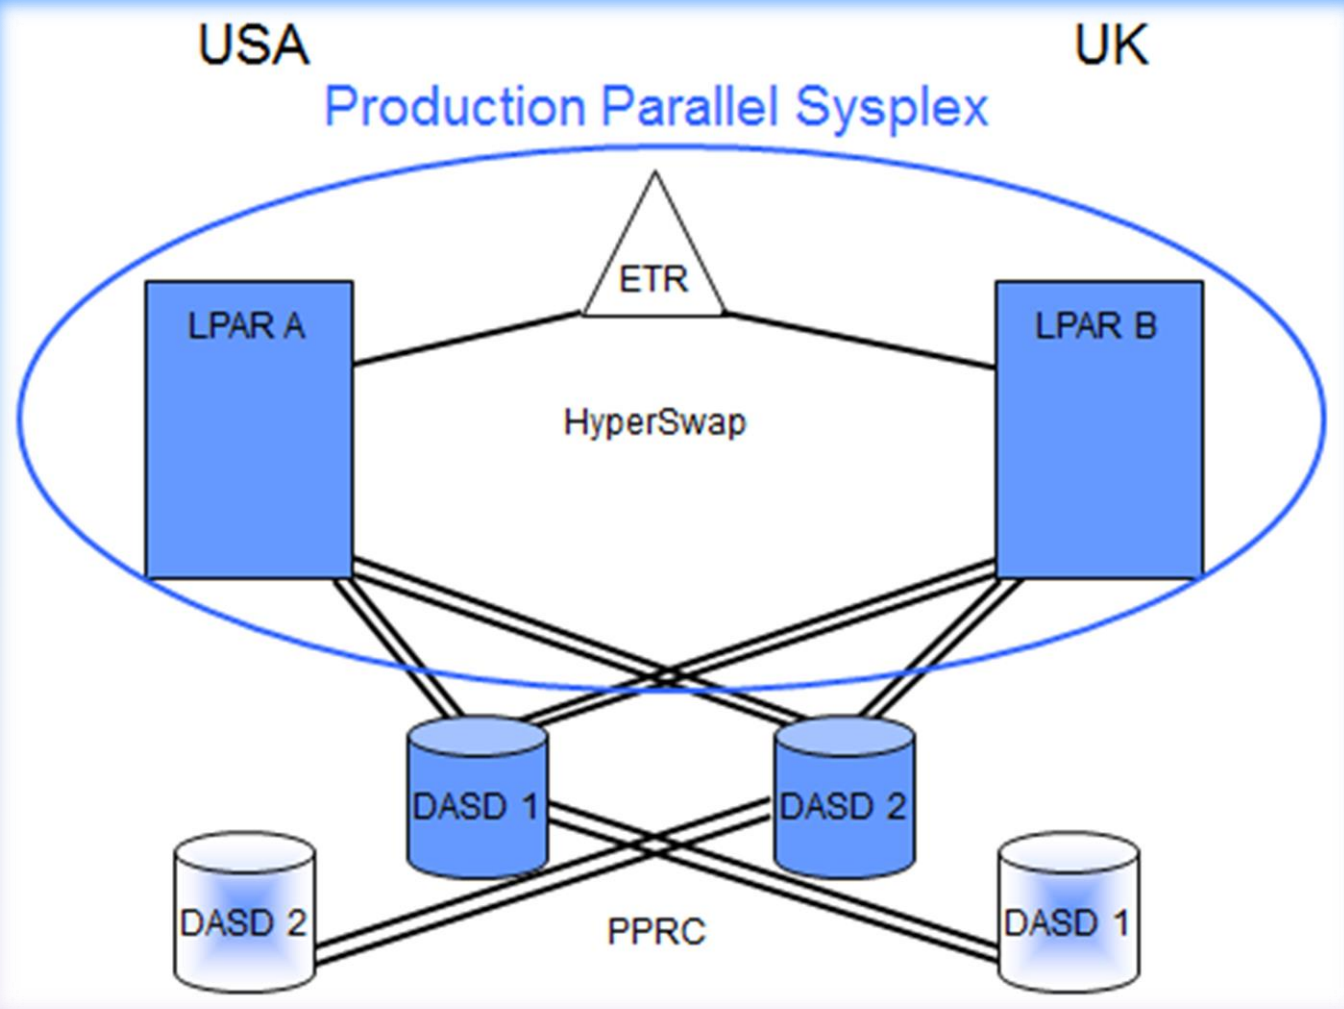 USA
UK
Production Parallel Sysplex
ETR
LPAR A
LPAR B
HyperSwap
DASD 1
DASD 2
DASD 2
DASD 1
PPRC